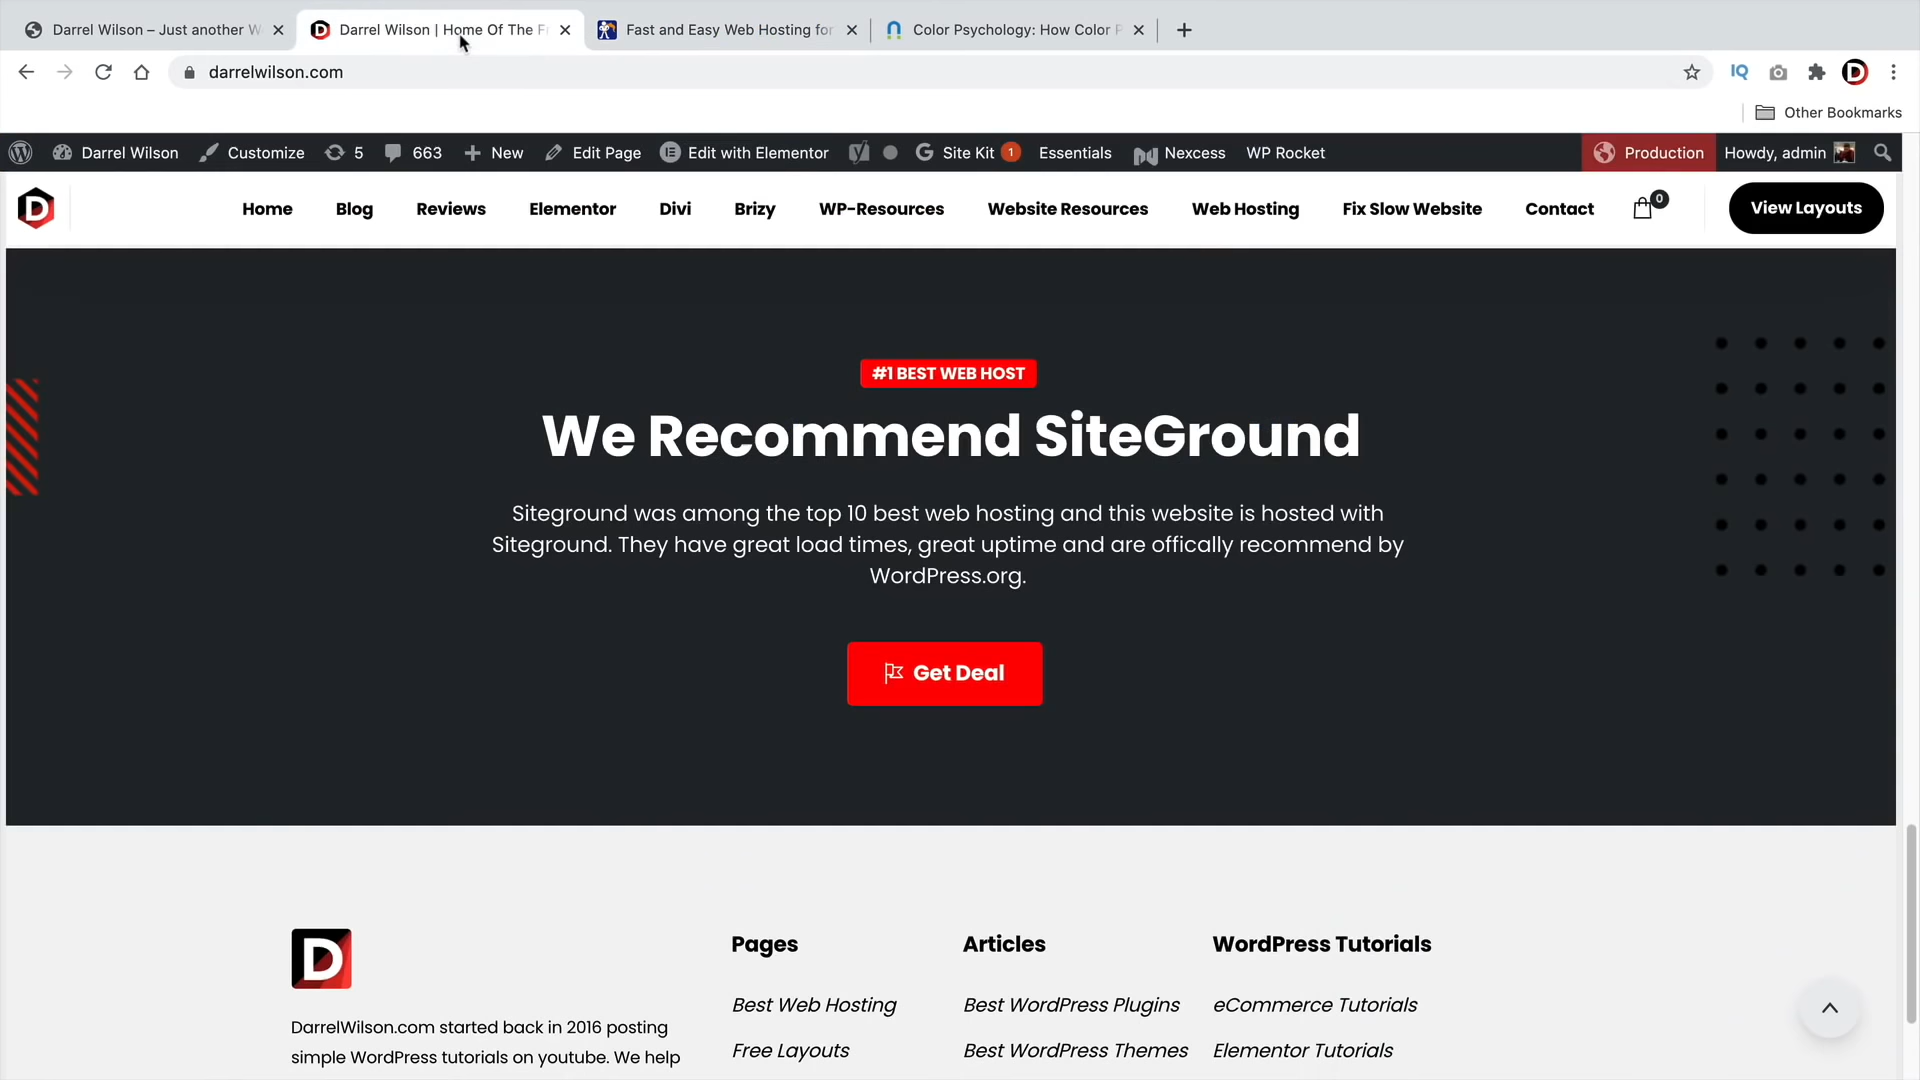 Darrel Wilson – Just another W
Darrel Wilson | Home Of The Fr
Fast and Easy Web Hosting for
Color Psychology: How Color P
darrelwilson.com
IQ
D
Other Bookmarks
Darrel Wilson
Customize
5
663
New
Edit Page
Edit with Elementor
Site Kit 1
Essentials
Nexcess
WP Rocket
Production
Howdy, admin
D
Home
Blog
Reviews
Elementor
Divi
Brizy
WP-Resources
Website Resources
Web Hosting
Fix Slow Website
Contact
0
View Layouts
#1 BEST WEB HOST
We Recommend SiteGround
Siteground was among the top 10 best web hosting and this website is hosted with
Siteground. They have great load times, great uptime and are offically recommend by
WordPress.org.
Get Deal
D
DarrelWilson.com started back in 2016 posting
simple WordPress tutorials on youtube. We help
Pages
Best Web Hosting
Free Layouts
Articles
Best WordPress Plugins
Best WordPress Themes
WordPress Tutorials
eCommerce Tutorials
Elementor Tutorials